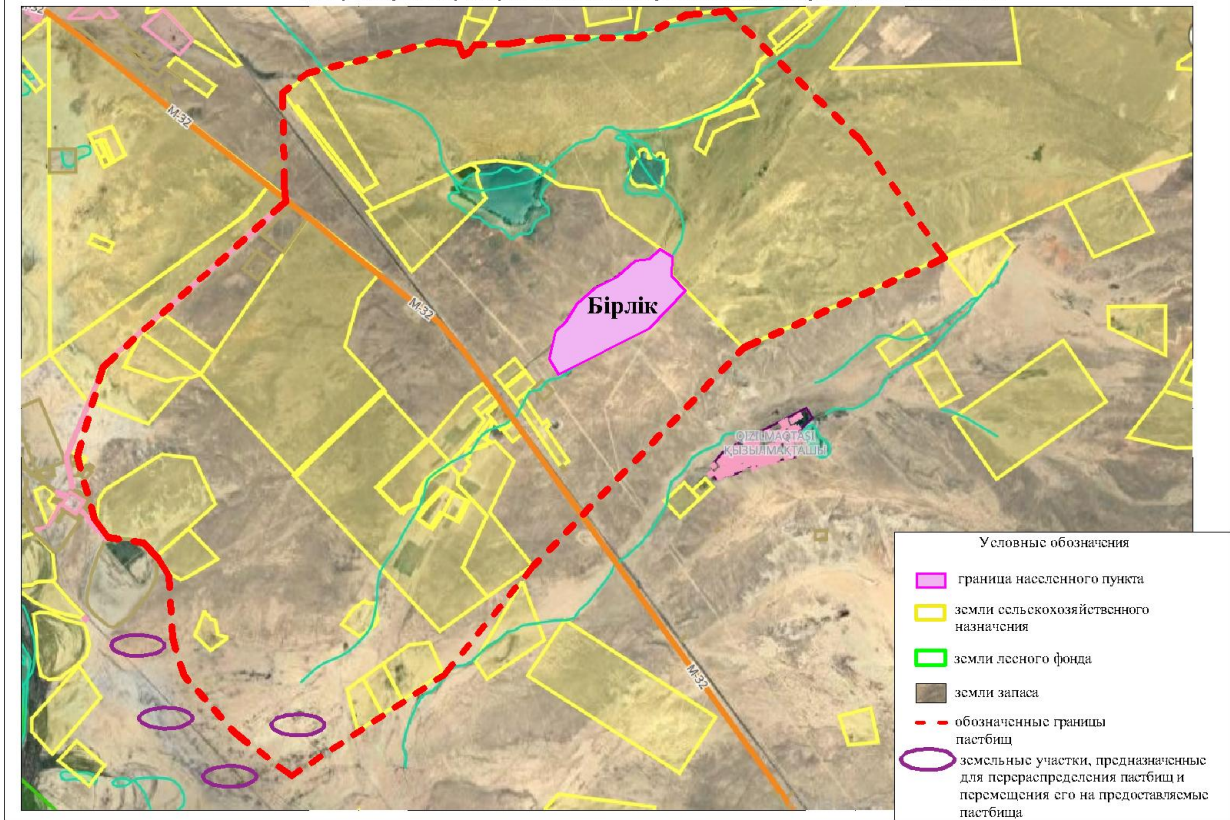 М-32
М-32
Бірлік
QIZILMAQTASI
ҚЫЗЫЛМАҚТАШЫ
М-32
Условные обозначения
граница населенного пункта
земли сельскохозяйственного
назначения
земли лесного фонда
земли запаса
обозначенные границы
пастбищ
земельные участки, предназначенные
для перераспределения пастбищ и
перемещения его на предоставляемые
пастбища